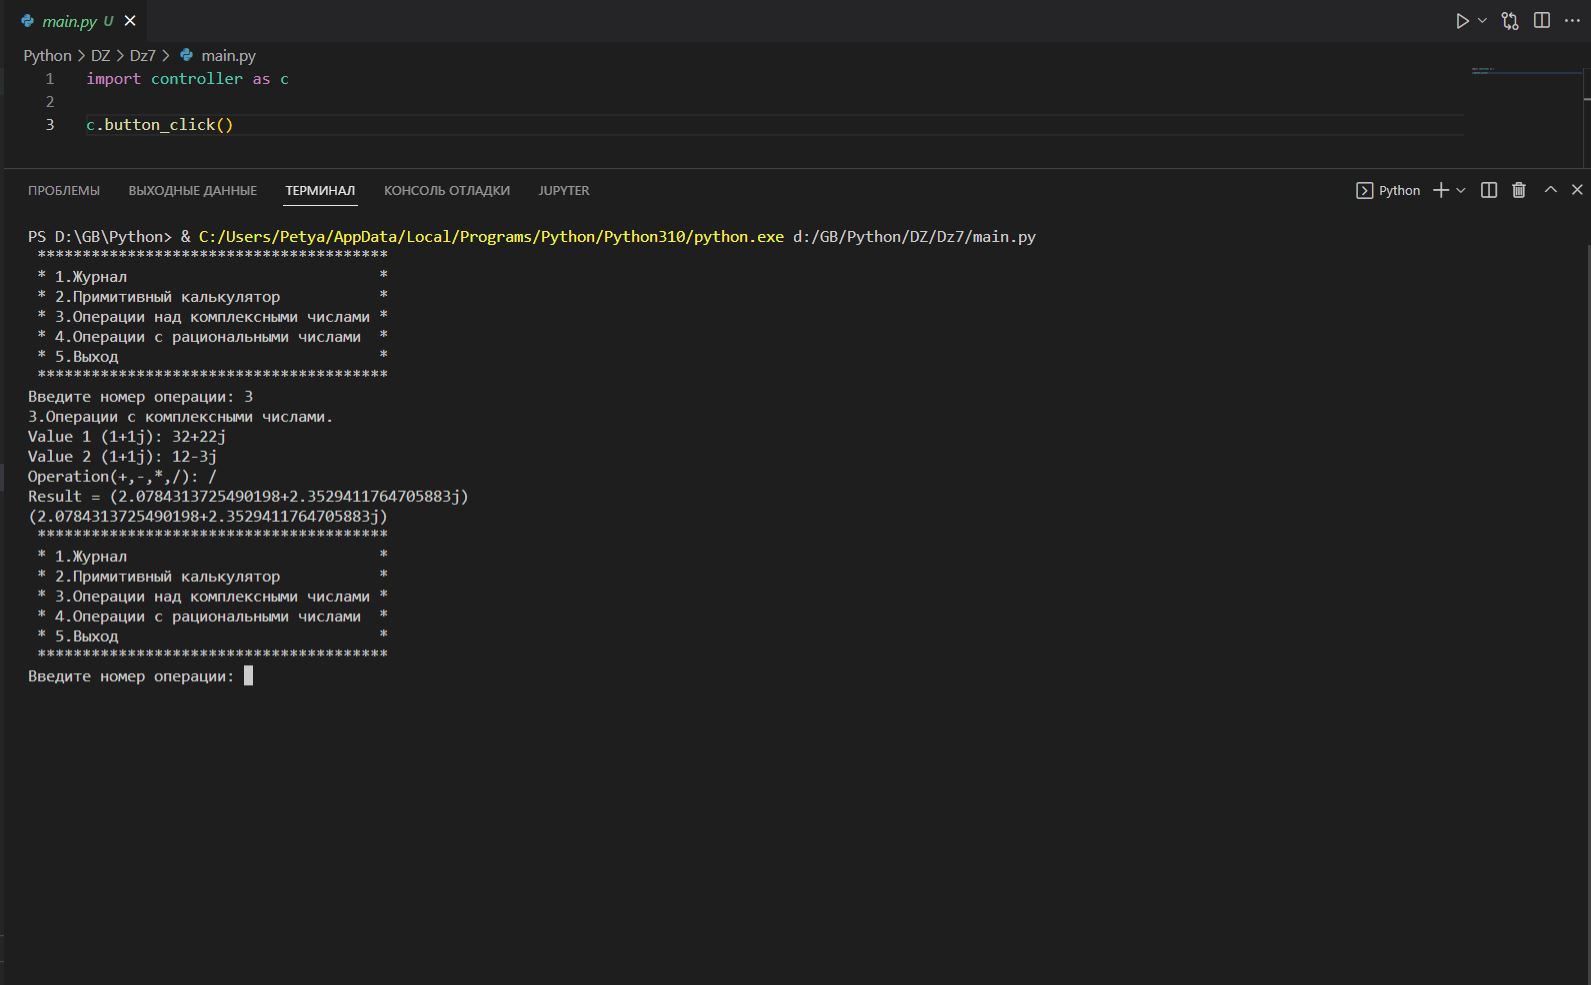 main.py U
Python > DZ > Dz7 > main.py
1 import controller as c
2
3 c.button_click()
ПРОБЛЕМЫ ВЫХОДНЫЕ ДАННЫЕ ТЕРМИНАЛ КОНСОЛЬ ОТЛАДКИ JUPYTER Python
PS D:\GB\Python> & C:/Users/Petya/AppData/Local/Programs/Python/Python310/python.exe d:/GB/Python/DZ/Dz7/main.py
***************************************
* 1.Журнал                            *
* 2.Примитивный калькулятор           *
* 3.Операции над комплексными числами *
* 4.Операции с рациональными числами  *
* 5.Выход                             *
***************************************
Введите номер операции: 3
3.Операции с комплексными числами.
Value 1 (1+1j): 32+22j
Value 2 (1+1j): 12-3j
Operation(+,-,*,/): /
Result = (2.0784313725490198+2.3529411764705883j)
(2.0784313725490198+2.3529411764705883j)
***************************************
* 1.Журнал                            *
* 2.Примитивный калькулятор           *
* 3.Операции над комплексными числами *
* 4.Операции с рациональными числами  *
* 5.Выход                             *
***************************************
Введите номер операции: